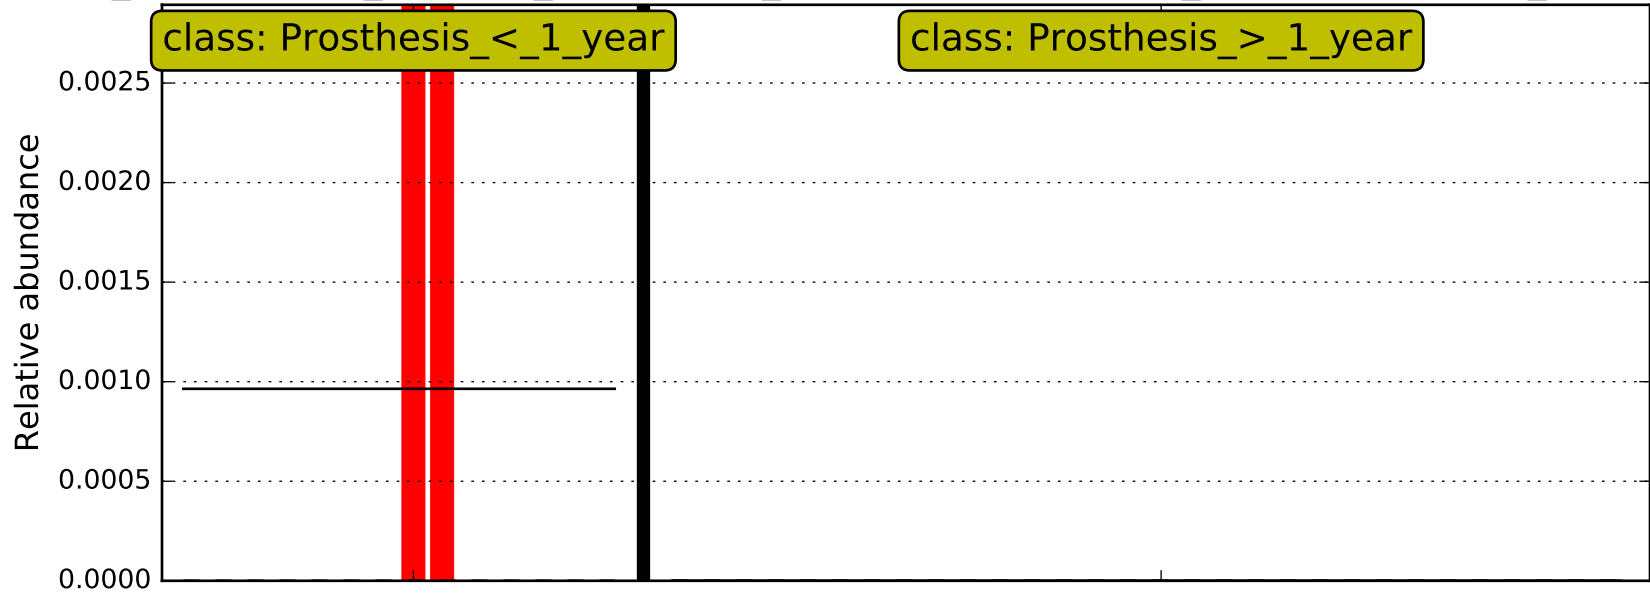 class: Prosthesis_<_1_year
class: Prosthesis_>_1_year
0.0025
0.0020
0.0015
0.0010
0.0005
0.0000
Relative abundance